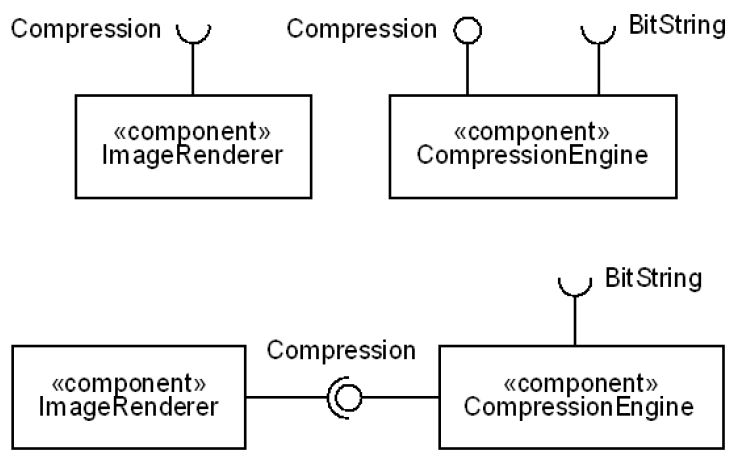 Compression
Compression
BitString
«component»
ImageRenderer
«component»
CompressionEngine
BitString
Compression
«component»
ImageRenderer
«component»
CompressionEngine